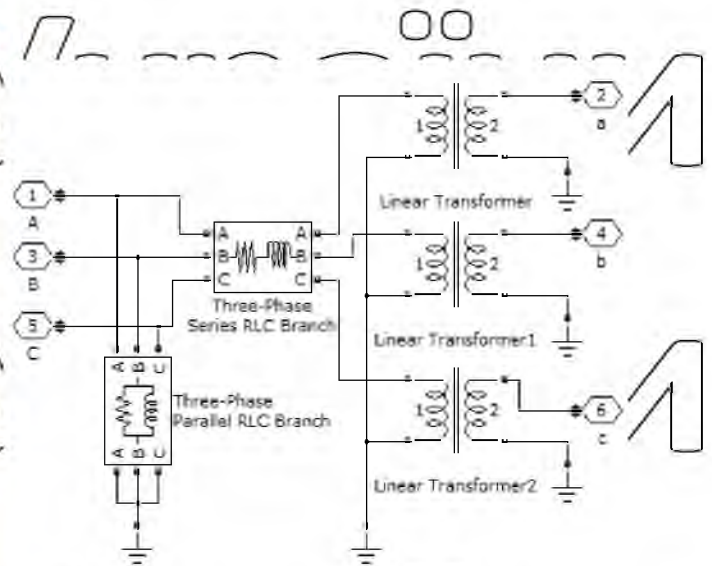 2
a
1 2
Linear Transformer
1
A
A A
B B
C C
3
B
5
C
Three-Phase
Series RLC Branch
4
b
1 2
Linear Transformer1
A B C
Three-Phase
Parallel RLC Branch
A B C
1 2
6
c
Linear Transformer2